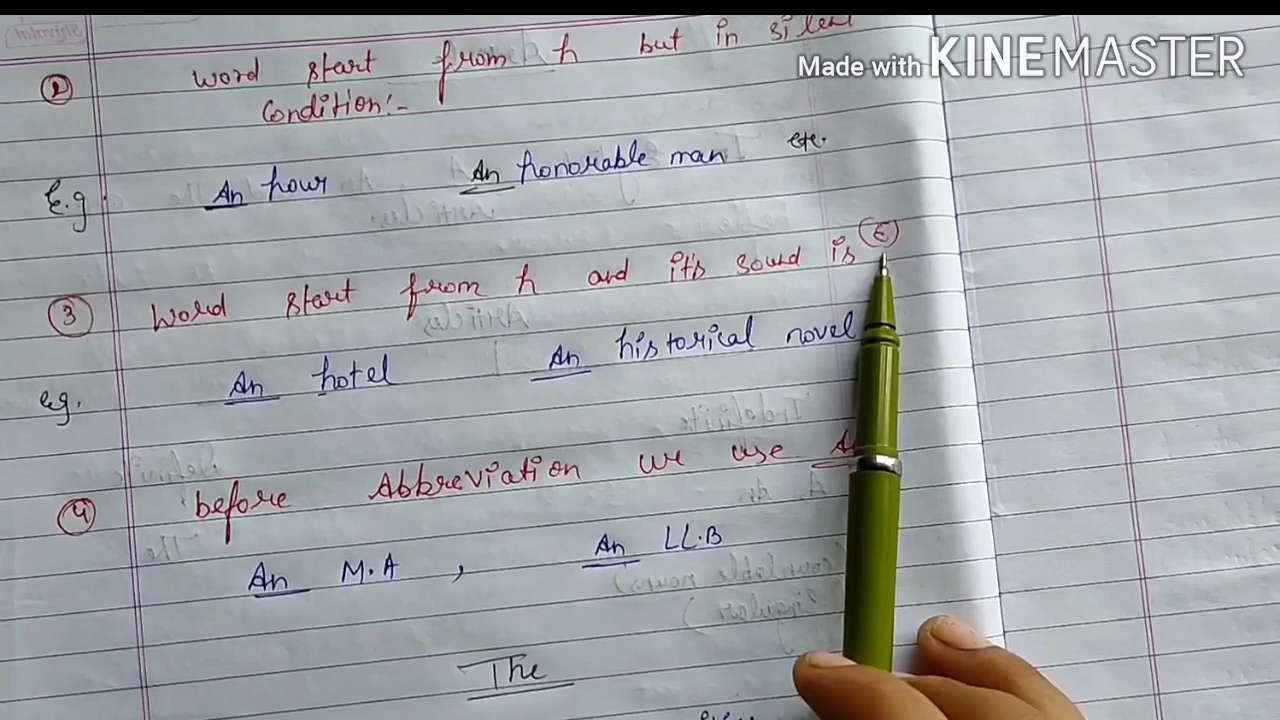 ② Word start from h but in silent
Made with KINEMASTER
Condition:-
E.g An hour An honorable man etc.
③ Word start from h and it's sound is
eg. An hotel An historical novel
④ before Abbreviation we use
An M.A , An LL.B
The